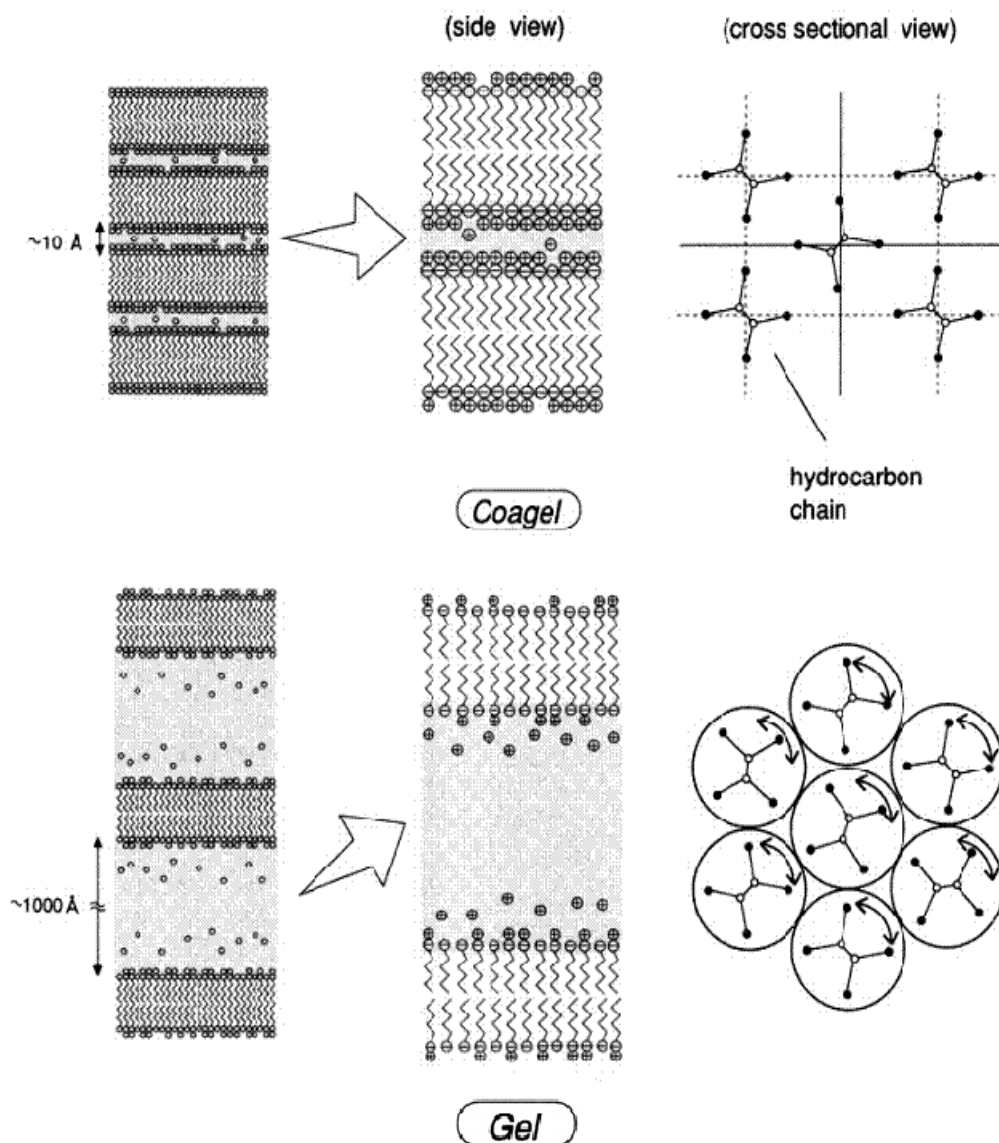 (side view)
(cross sectional view)
~10 Å
hydrocarbon
chain
Coagel
~1000 Å
Gel